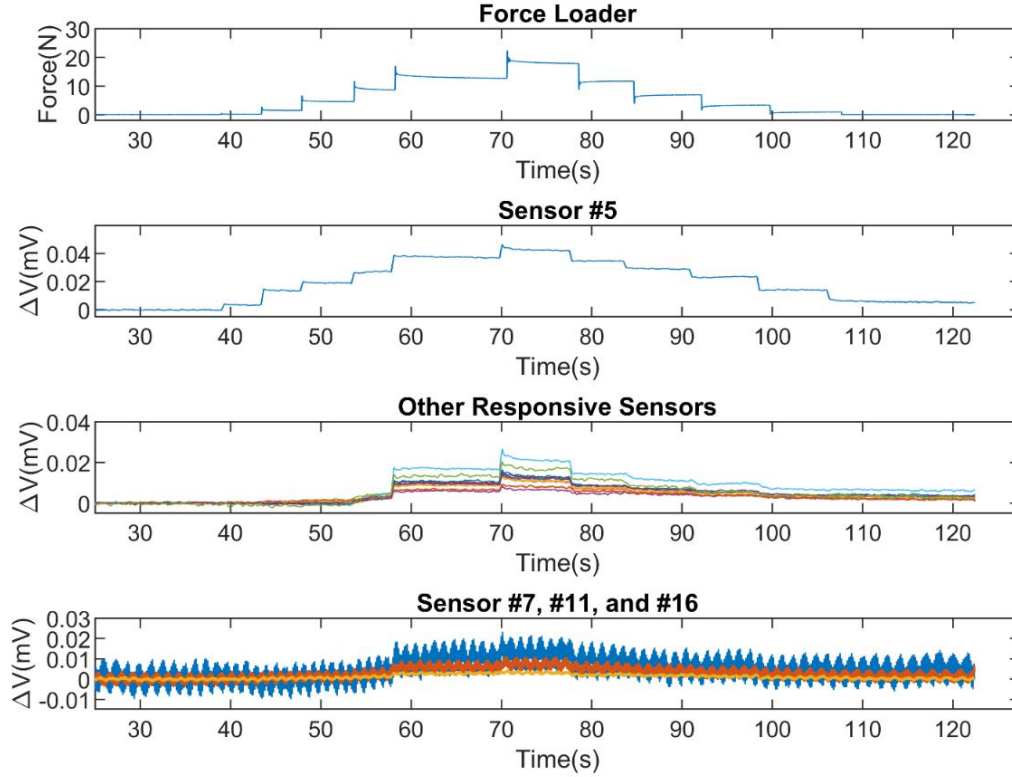 Force Loader
30
20
10
0
Force(N)
30 40 50 60 70 80 90 100 110 120
Time(s)
Sensor #5
0.04
0.02
0
ΔV(mV)
30 40 50 60 70 80 90 100 110 120
Time(s)
Other Responsive Sensors
0.04
0.02
0
ΔV(mV)
30 40 50 60 70 80 90 100 110 120
Time(s)
Sensor #7, #11, and #16
0.03
0.02
0.01
0
-0.01
ΔV(mV)
30 40 50 60 70 80 90 100 110 120
Time(s)